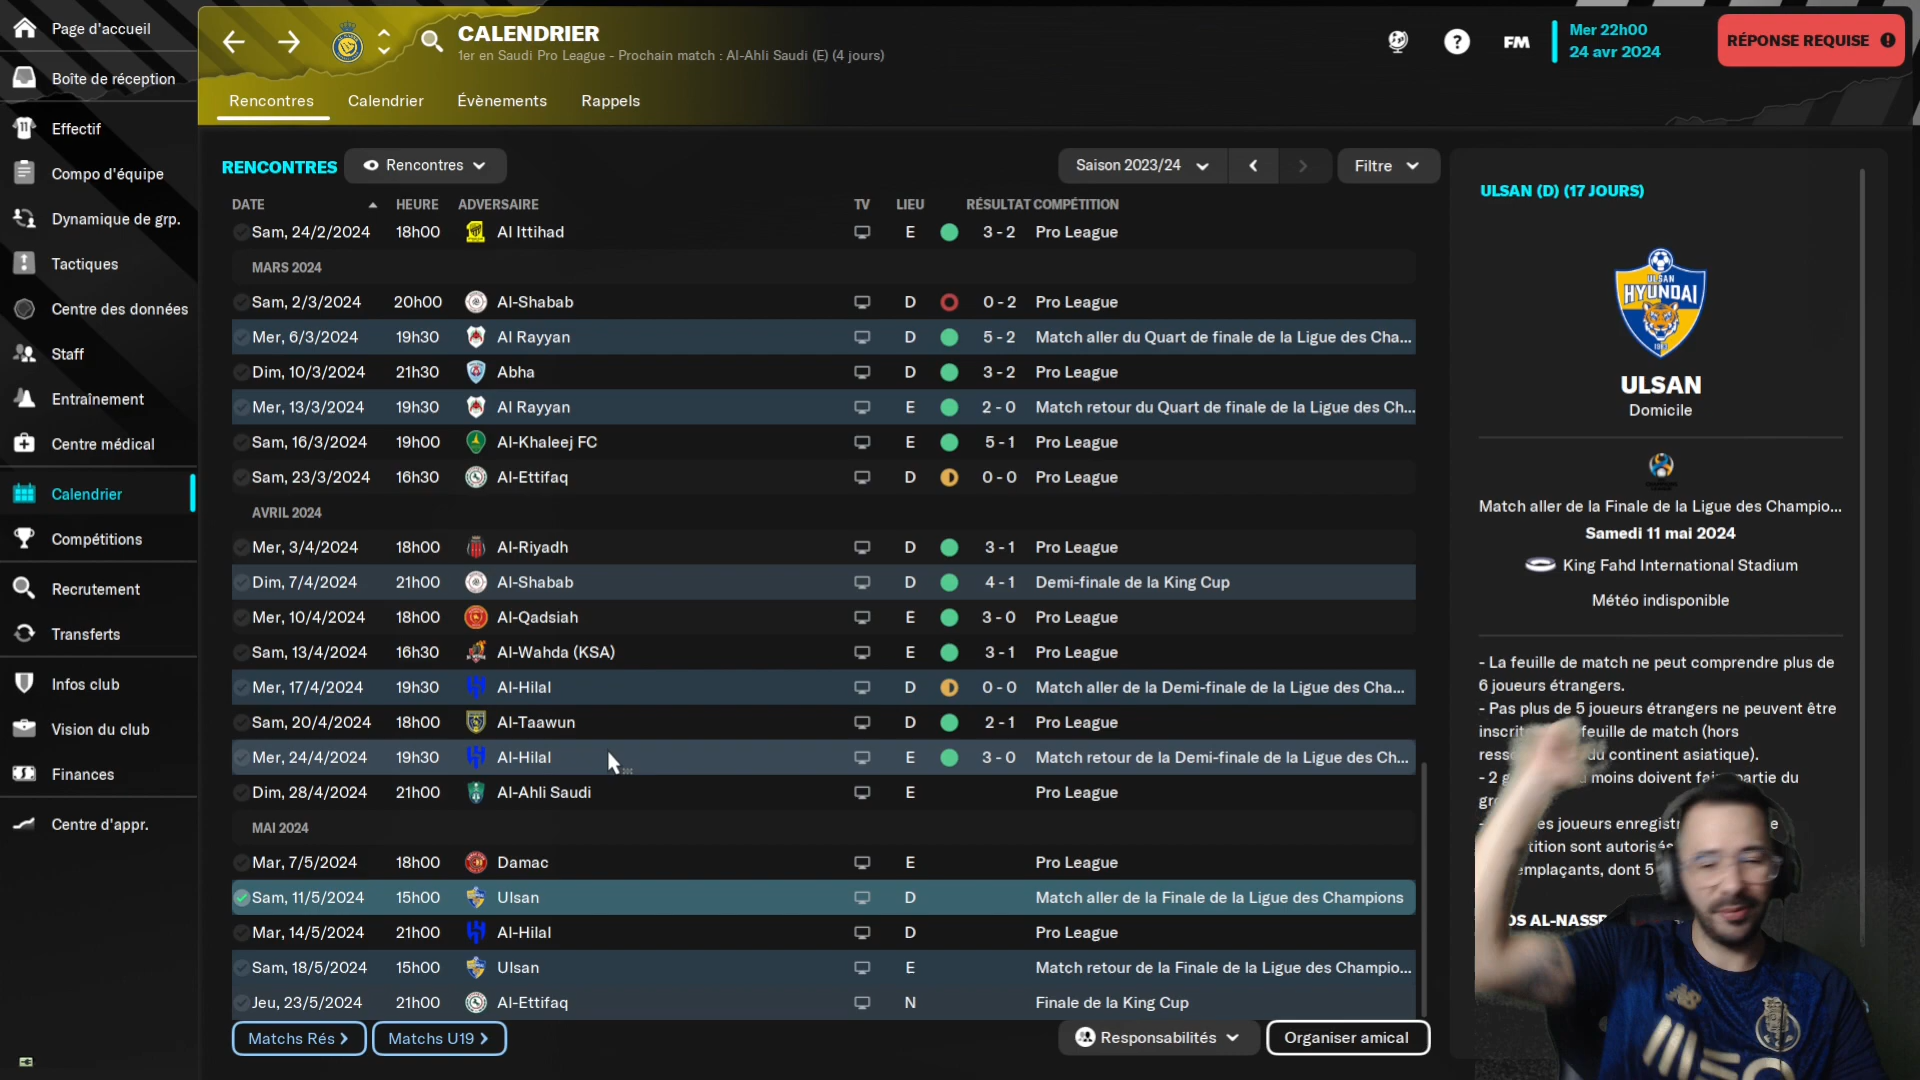 Page d'accueil
Boîte de réception
Effectif
Compo d'équipe
Dynamique de grp.
Tactiques
Centre des données
Staff
Entraînement
Centre médical
Calendrier
Compétitions
Recrutement
Transferts
Infos club
Vision du club
Finances
Centre d'appr.
CALENDRIER
1er en Saudi Pro League - Prochain match : Al-Ahli Saudi (E) (4 jours)
FM
Mer 22h00
24 avr 2024
RÉPONSE REQUISE
Rencontres Calendrier Évènements Rappels
RENCONTRES Rencontres Saison 2023/24 Filtre
DATE HEURE ADVERSAIRE TV LIEU RÉSULTAT COMPÉTITION
Sam, 24/2/2024 18h00 Al Ittihad E 3 - 2 Pro League
MARS 2024
Sam, 2/3/2024 20h00 Al-Shabab D 0 - 2 Pro League
Mer, 6/3/2024 19h30 Al Rayyan D 5 - 2 Match aller du Quart de finale de la Ligue des Cha...
Dim, 10/3/2024 21h30 Abha D 3 - 2 Pro League
Mer, 13/3/2024 19h30 Al Rayyan E 2 - 0 Match retour du Quart de finale de la Ligue des Ch...
Sam, 16/3/2024 19h00 Al-Khaleej FC E 5 - 1 Pro League
Sam, 23/3/2024 16h30 Al-Ettifaq D 0 - 0 Pro League
AVRIL 2024
Mer, 3/4/2024 18h00 Al-Riyadh D 3 - 1 Pro League
Dim, 7/4/2024 21h00 Al-Shabab D 4 - 1 Demi-finale de la King Cup
Mer, 10/4/2024 18h00 Al-Qadsiah E 3 - 0 Pro League
Sam, 13/4/2024 16h30 Al-Wahda (KSA) E 3 - 1 Pro League
Mer, 17/4/2024 19h30 Al-Hilal D 0 - 0 Match aller de la Demi-finale de la Ligue des Cha...
Sam, 20/4/2024 18h00 Al-Taawun D 2 - 1 Pro League
Mer, 24/4/2024 19h30 Al-Hilal E 3 - 0 Match retour de la Demi-finale de la Ligue des Ch...
Dim, 28/4/2024 21h00 Al-Ahli Saudi E Pro League
MAI 2024
Mar, 7/5/2024 18h00 Damac E Pro League
Sam, 11/5/2024 15h00 Ulsan D Match aller de la Finale de la Ligue des Champions
Mar, 14/5/2024 21h00 Al-Hilal D Pro League
Sam, 18/5/2024 15h00 Ulsan E Match retour de la Finale de la Ligue des Champio...
Jeu, 23/5/2024 21h00 Al-Ettifaq N Finale de la King Cup
Matchs Rés Matchs U19 Responsabilités Organiser amical
ULSAN (D) (17 JOURS)
ULSAN
HYUNDAI
ULSAN
Domicile
Match aller de la Finale de la Ligue des Champio...
Samedi 11 mai 2024
King Fahd International Stadium
Météo indisponible
- La feuille de match ne peut comprendre plus de
6 joueurs étrangers.
- Pas plus de 5 joueurs étrangers ne peuvent être
feuille de match (hors
du continent asiatique).
- 2 moins doivent partie du
joueurs
sont
dont 5
MEO